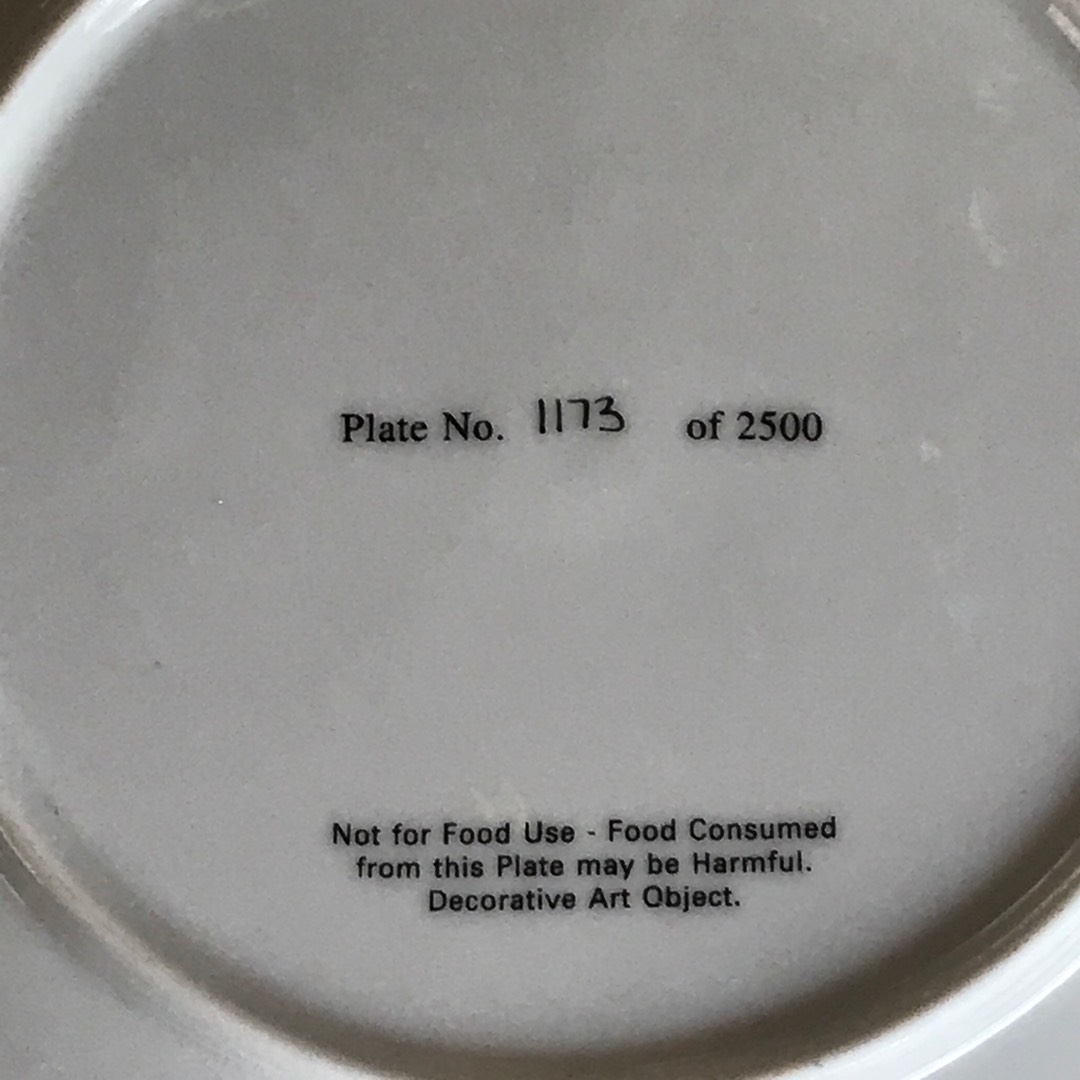 Plate No. 1173 of 2500
Not for Food Use - Food Consumed
from this Plate may be Harmful.
Decorative Art Object.